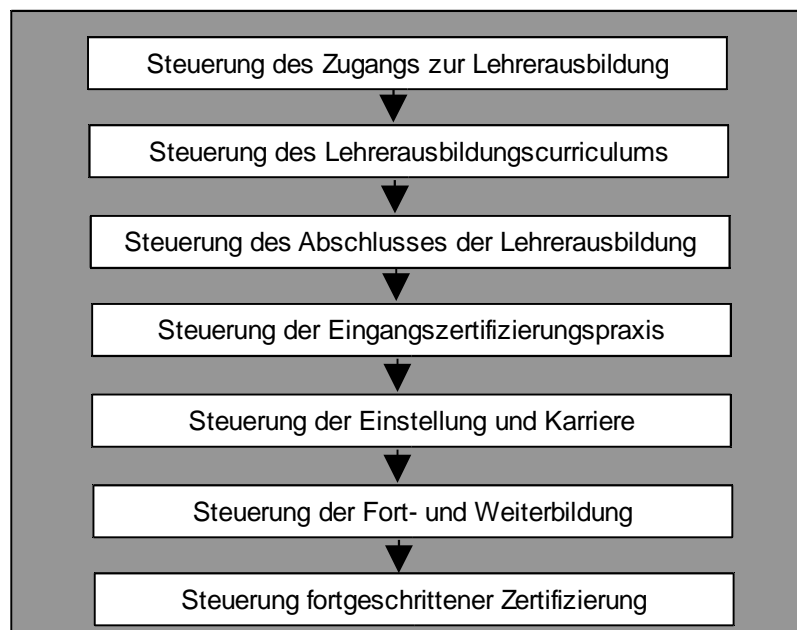 Steuerung des Zugangs zur Lehrerausbildung
Steuerung des Lehrerausbildungscurriculums
Steuerung des Abschlusses der Lehrerausbildung
Steuerung der Eingangszertifizierungspraxis
Steuerung der Einstellung und Karriere
Steuerung der Fort- und Weiterbildung
Steuerung fortgeschrittener Zertifizierung